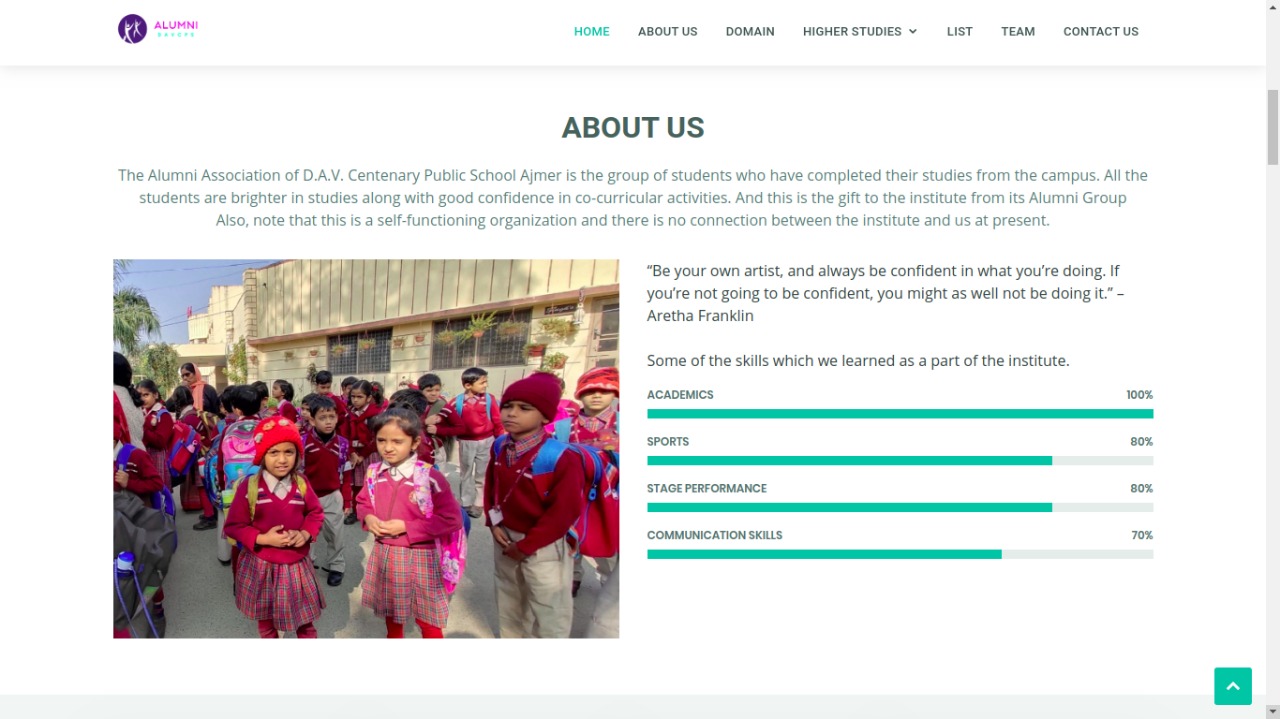 ALUMNI
HOME
ABOUT US
DOMAIN
HIGHER STUDIES
LIST
TEAM
CONTACT US
ABOUT US
The Alumni Association of D.A.V. Centenary Public School Ajmer is the group of students who have completed their studies from the campus. All the
students are brighter in studies along with good confidence in co-curricular activities. And this is the gift to the institute from its Alumni Group
Also, note that this is a self-functioning organization and there is no connection between the institute and us at present.
“Be your own artist, and always be confident in what you’re doing. If
you’re not going to be confident, you might as well not be doing it.” –
Aretha Franklin
Some of the skills which we learned as a part of the institute.
ACADEMICS 100%
SPORTS 80%
STAGE PERFORMANCE 80%
COMMUNICATION SKILLS 70%